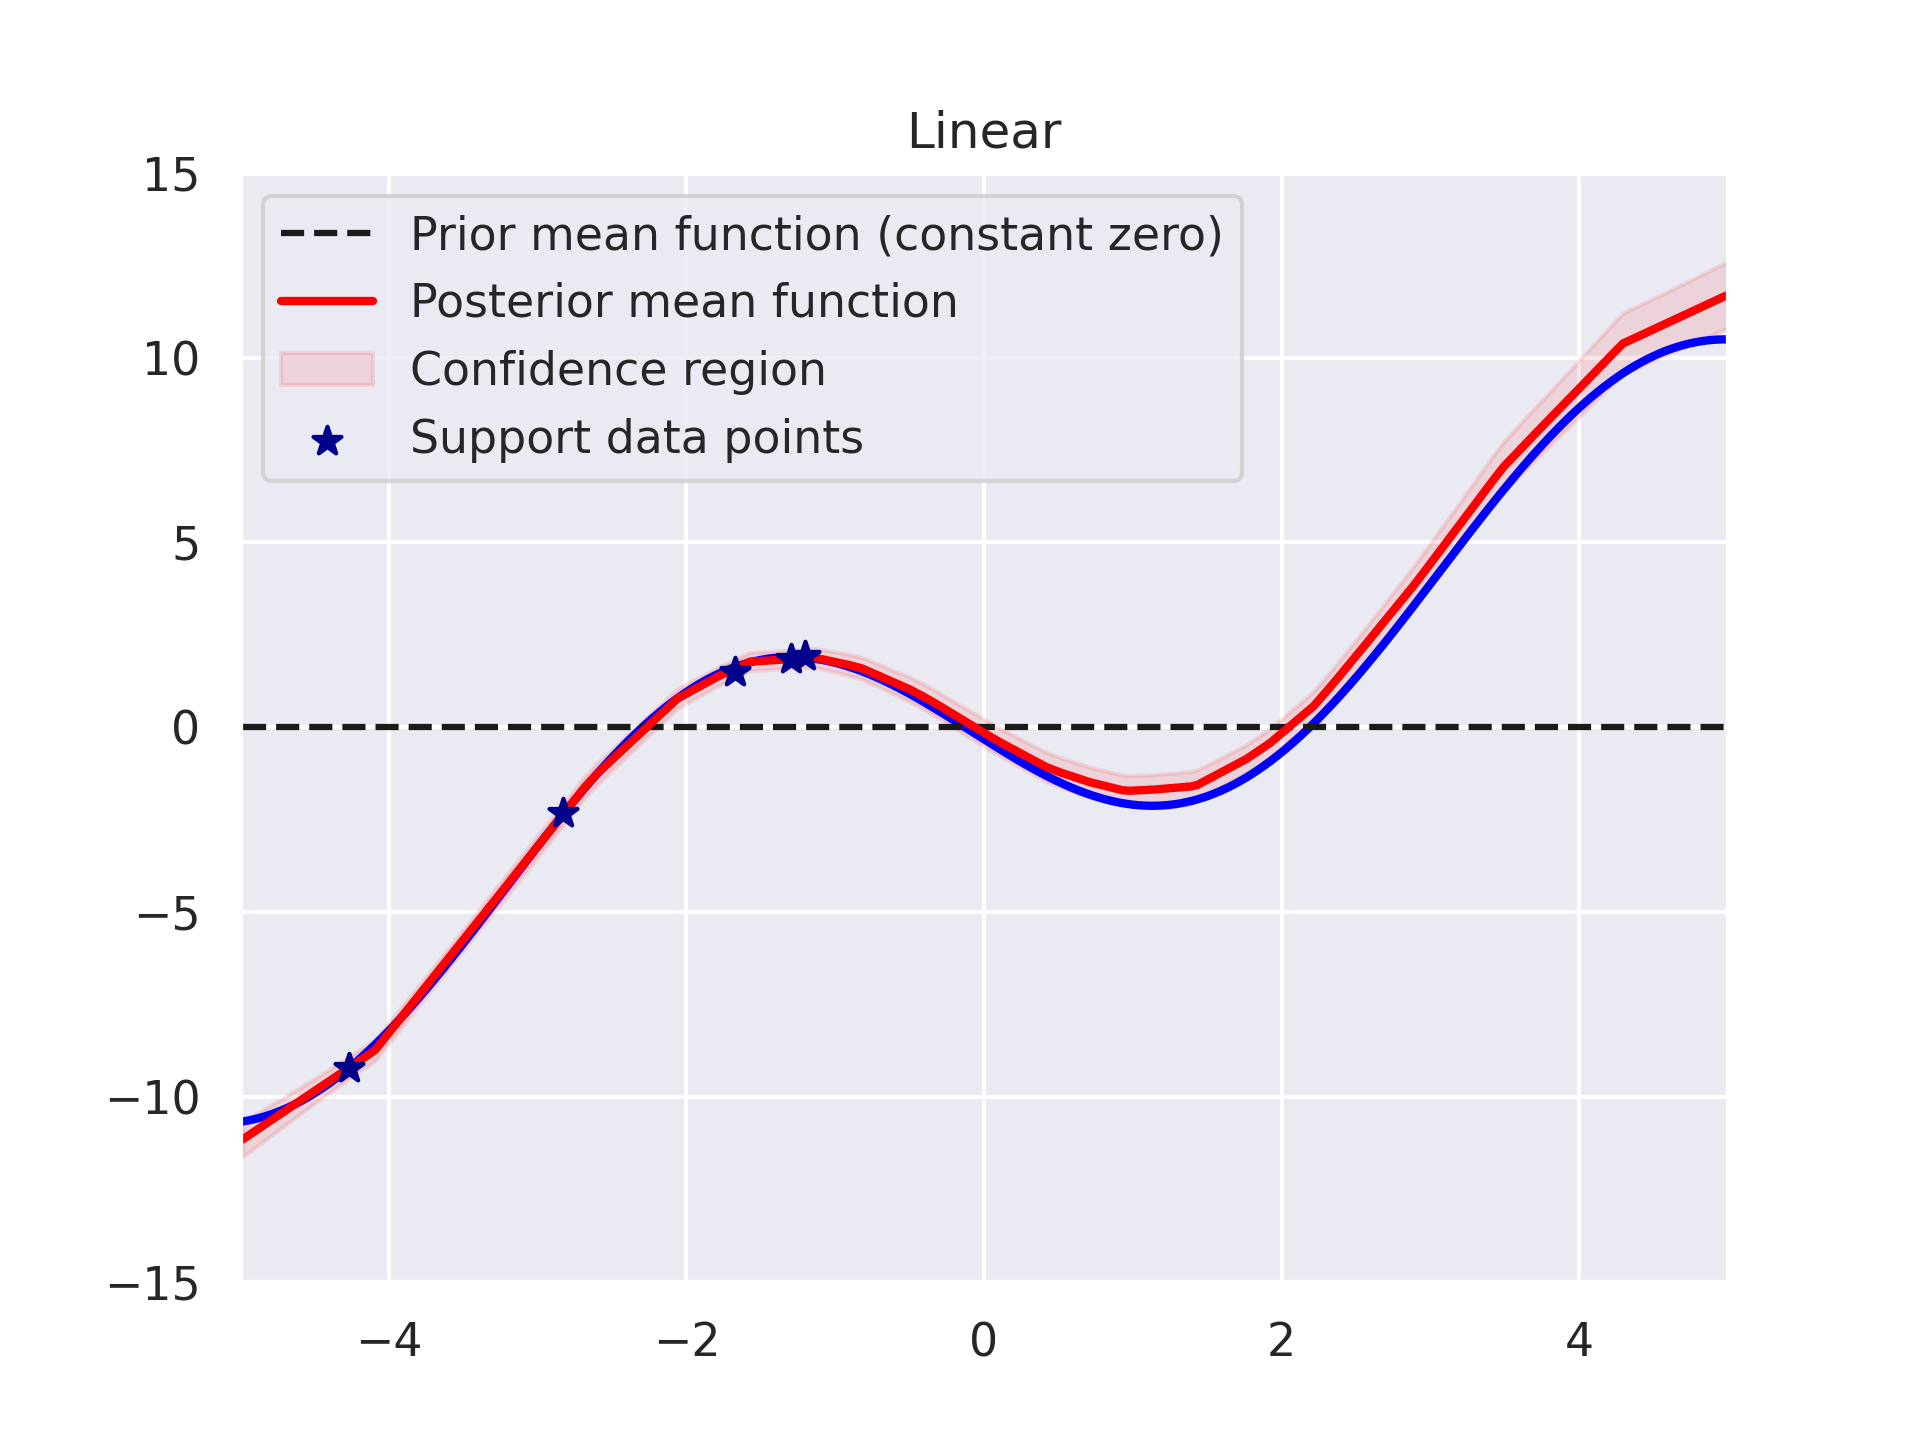 Linear
15
10
5
0
−5
−10
−15
Prior mean function (constant zero)
Posterior mean function
Confidence region
Support data points
−4 −2 0 2 4